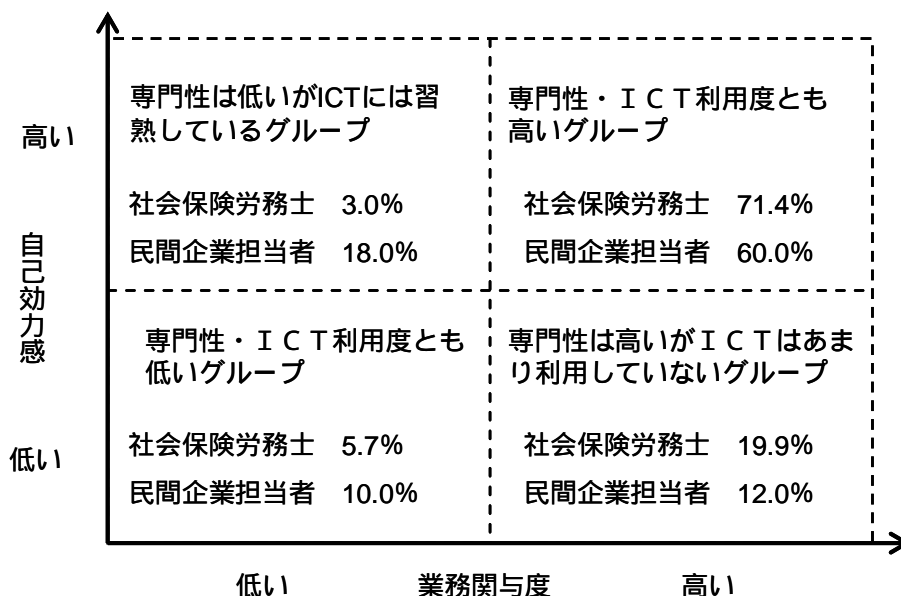 専門性は低いがICTには習
熟しているグループ
社会保険労務士 3.0%
民間企業担当者 18.0%
専門性・ＩＣＴ利用度とも
高いグループ
社会保険労務士 71.4%
民間企業担当者 60.0%
高い
自己効力感
低い
専門性・ＩＣＴ利用度とも
低いグループ
社会保険労務士 5.7%
民間企業担当者 10.0%
専門性は高いがＩＣＴはあま
り利用していないグループ
社会保険労務士 19.9%
民間企業担当者 12.0%
低い 業務関与度 高い